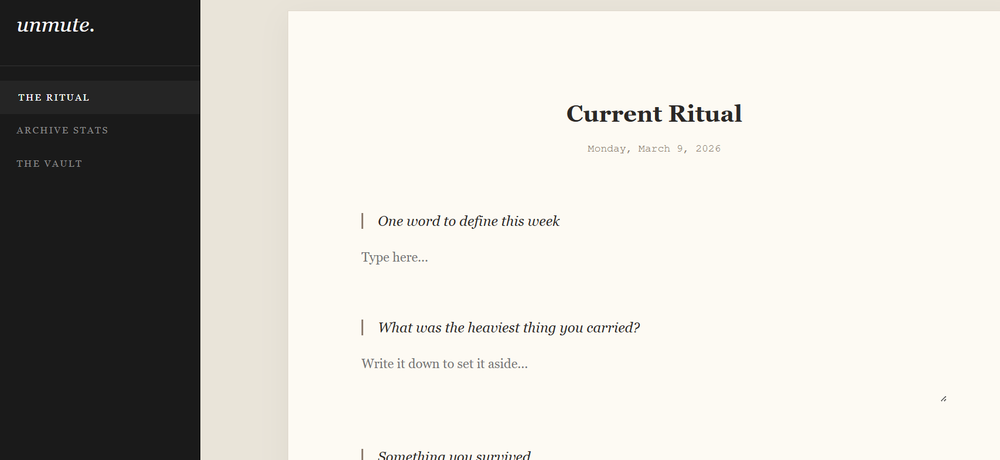 unmute.
THE RITUAL
ARCHIVE STATS
THE VAULT
Current Ritual
Monday, March 9, 2026
One word to define this week
Type here...
What was the heaviest thing you carried?
Write it down to set it aside...
Something you survived